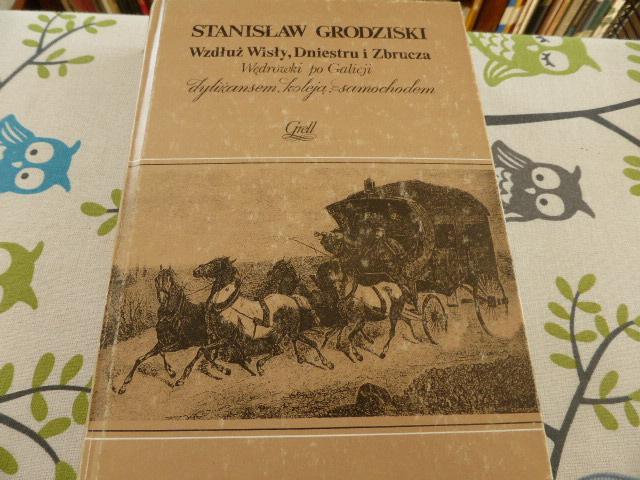 STANISŁAW GRODZISKI
Wzdłuż Wisły, Dniestru i Zbrucza
Wędrówki po Galicji
dyliżansem, koleją, samochodem
Grell